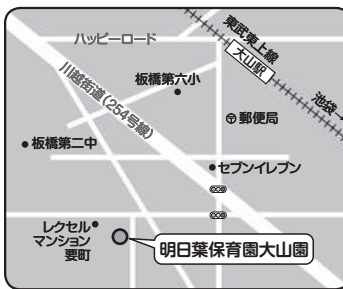 ハッピーロード
東武東上線
大山駅
池袋→
川越街道(254号線)
板橋第六小
郵便局
板橋第二中
セブンイレブン
レクセル
マンション
要町
明日葉保育園大山園